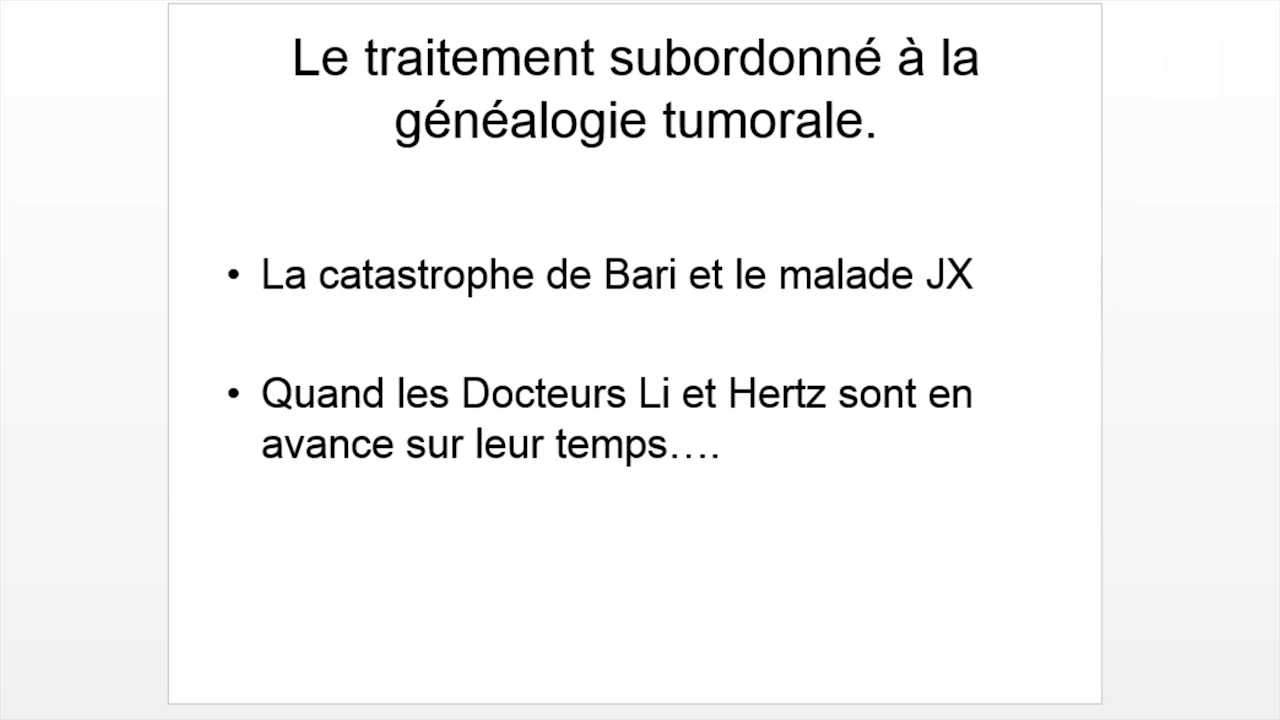 Le traitement subordonné à la
généalogie tumorale.
• La catastrophe de Bari et le malade JX
• Quand les Docteurs Li et Hertz sont en
avance sur leur temps….